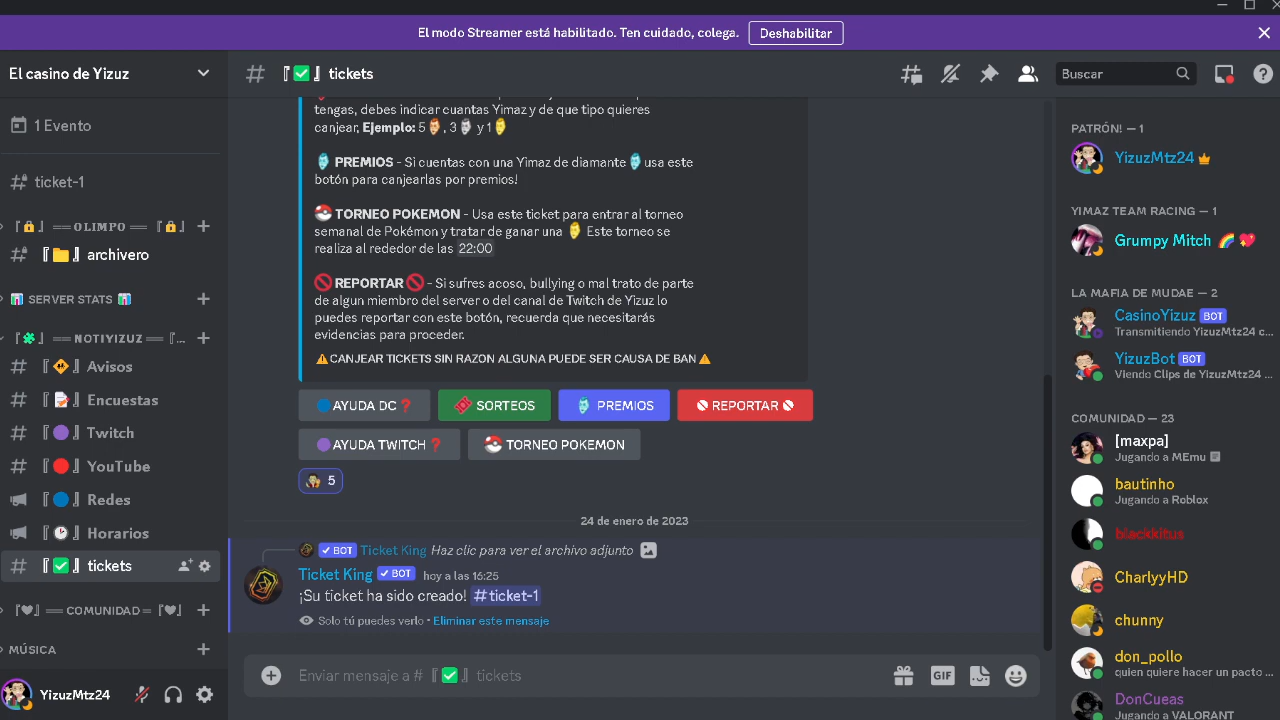 El modo Streamer está habilitado. Ten cuidado, colega. Deshabilitar
El casino de Yizuz
『✅』 tickets
Buscar
1 Evento
ticket-1
『🔒』 ══ OLIMPO ══ 『🔒』
『📁』 archivero
📊 SERVER STATS 📊
『🍀』 ══ NOTIYIZUZ ══ 『...
『』 Avisos
『📝』 Encuestas
『🟣』 Twitch
『🔴』 YouTube
『🔵』 Redes
『🕐』 Horarios
『✅』 tickets
『♥』 ══ COMUNIDAD ═ 『♥』
MÚSICA
YizuzMtz24
tengas, debes indicar cuantas Yimaz y de que tipo quieres
canjear, Ejemplo: 5 , 3 y 1
PREMIOS - Si cuentas con una Yimaz de diamante usa este
botón para canjearlas por premios!
TORNEO POKEMON - Usa este ticket para entrar al torneo
semanal de Pokémon y tratar de ganar una Este torneo se
realiza al rededor de las 22:00
🚫 REPORTAR 🚫 - Si sufres acoso, bullying o mal trato de parte
de algun miembro del server o del canal de Twitch de Yizuz lo
puedes reportar con este botón, recuerda que necesitarás
evidencias para proceder.
⚠CANJEAR TICKETS SIN RAZON ALGUNA PUEDE SER CAUSA DE BAN⚠
🔵AYUDA DC❓ SORTEOS PREMIOS REPORTAR
🟣AYUDA TWITCH❓ TORNEO POKEMON
5
24 de enero de 2023
✓ BOT Ticket King Haz clic para ver el archivo adjunto
Ticket King ✓ BOT hoy a las 16:25
¡Su ticket ha sido creado! # ticket-1
Solo tú puedes verlo • Eliminar este mensaje
Enviar mensaje a # 『✅』 tickets
GIF
PATRÓN! — 1
YizuzMtz24
YIMAZ TEAM RACING — 1
Grumpy Mitch 🌈 💖
LA MAFIA DE MUDAE — 2
CasinoYizuz BOT
Transmitiendo YizuzMtz24 c...
YizuzBot BOT
Viendo Clips de YizuzMtz24 ...
COMUNIDAD — 23
[maxpa]
Jugando a MEmu
bautinho
Jugando a Roblox
blackkitus
CharlyyHD
chunny
don_pollo
quien quiere hacer un pacto ...
DonCueas
Jugando a VALORANT